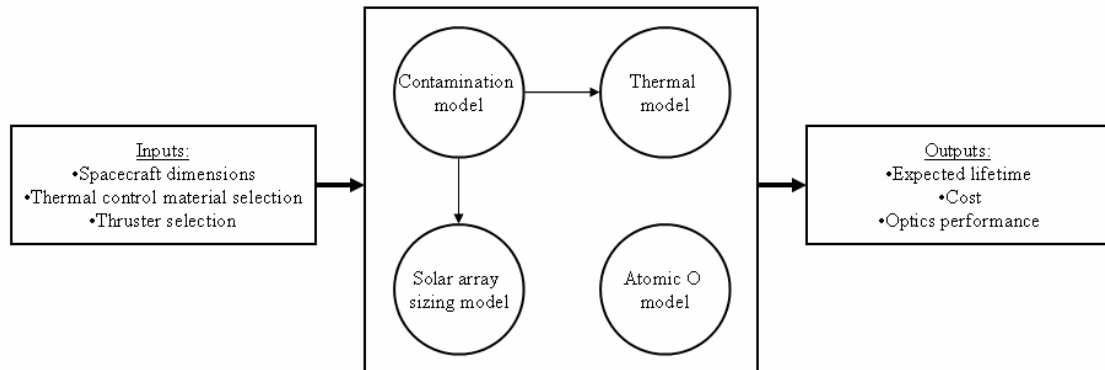 Inputs:
•Spacecraft dimensions
•Thermal control material selection
•Thruster selection
Contamination
model
Thermal
model
Solar array
sizing model
Atomic O
model
Outputs:
•Expected lifetime
•Cost
•Optics performance